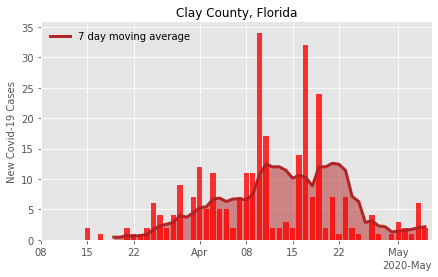 Clay County, Florida
7 day moving average
New Covid-19 Cases
35
30
25
20
15
10
5
0
08 15 22 Apr 08 15 22 May
2020-May